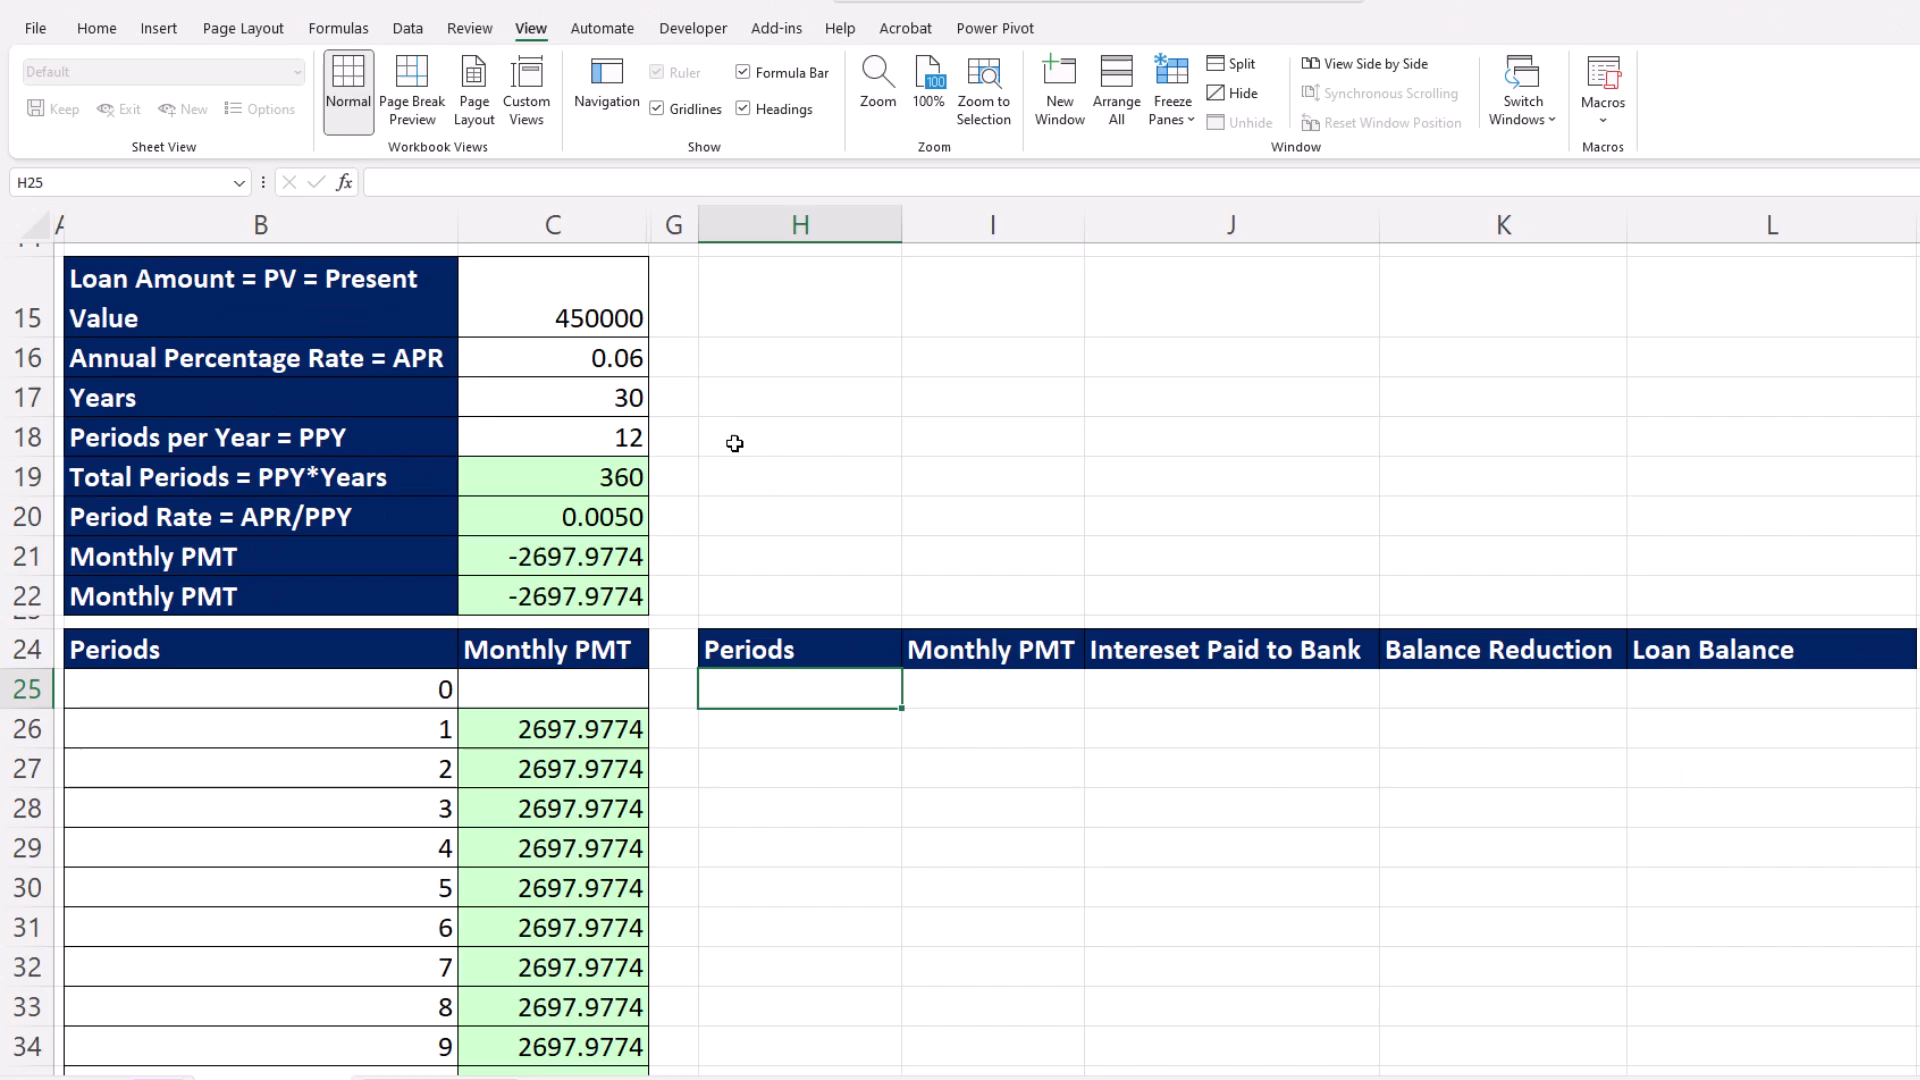 File Home Insert Page Layout Formulas Data Review View Automate Developer Add-ins Help Acrobat Power Pivot
Default
Keep Exit New Options
Sheet View
Normal
Page Break
Preview
Page
Layout
Custom
Views
Workbook Views
Navigation
Ruler
Formula Bar
Gridlines
Headings
Show
Zoom
100
100%
Zoom to
Selection
Zoom
New
Window
Arrange
All
Freeze
Panes
Split
Hide
Unhide
View Side by Side
Synchronous Scrolling
Reset Window Position
Window
Switch
Windows
Macros
Macros
H25 fx
A B C G H I J K L
Loan Amount = PV = Present
15 Value 450000
16 Annual Percentage Rate = APR 0.06
17 Years 30
18 Periods per Year = PPY 12
19 Total Periods = PPY*Years 360
20 Period Rate = APR/PPY 0.0050
21 Monthly PMT -2697.9774
22 Monthly PMT -2697.9774
24 Periods Monthly PMT Periods Monthly PMT Intereset Paid to Bank Balance Reduction Loan Balance
25 0
26 1 2697.9774
27 2 2697.9774
28 3 2697.9774
29 4 2697.9774
30 5 2697.9774
31 6 2697.9774
32 7 2697.9774
33 8 2697.9774
34 9 2697.9774